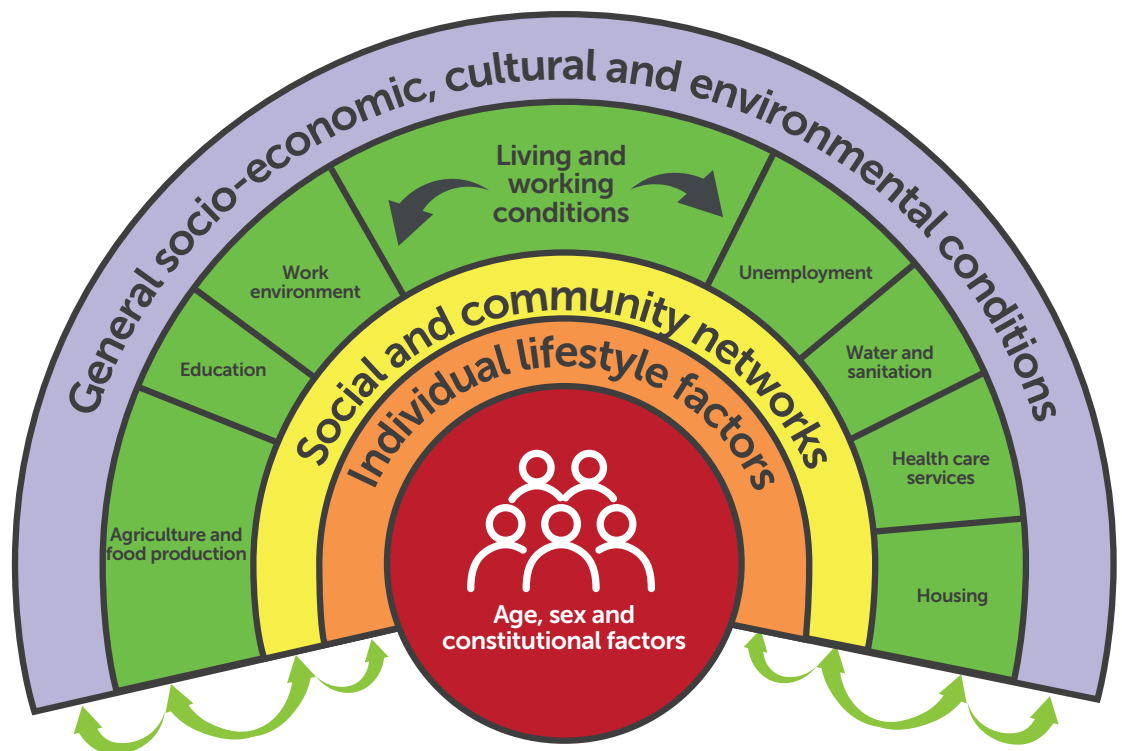 General socio-economic, cultural and environmental conditions
Living and
working
conditions
Agriculture and
food production
Education
Work
environment
Unemployment
Water and
sanitation
Health care
services
Housing
Social and community networks
Individual lifestyle factors
Age, sex and
constitutional factors